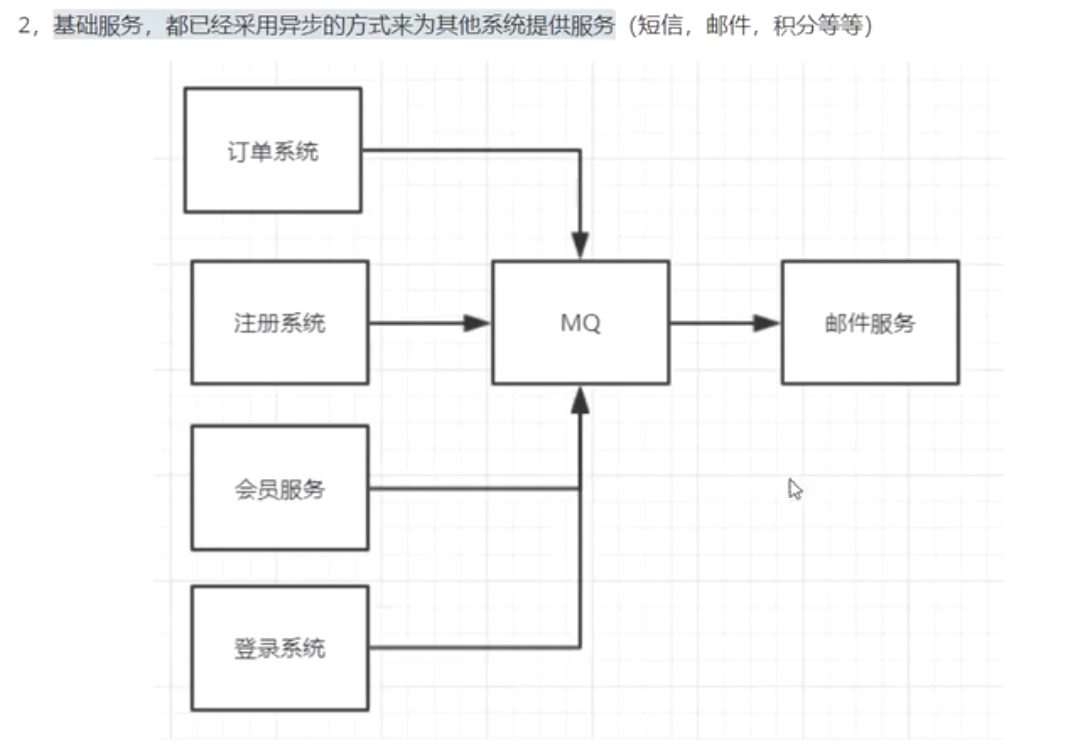 2，基础服务，都已经采用异步的方式来为其他系统提供服务（短信，邮件，积分等等）
订单系统
注册系统
MQ
邮件服务
会员服务
登录系统